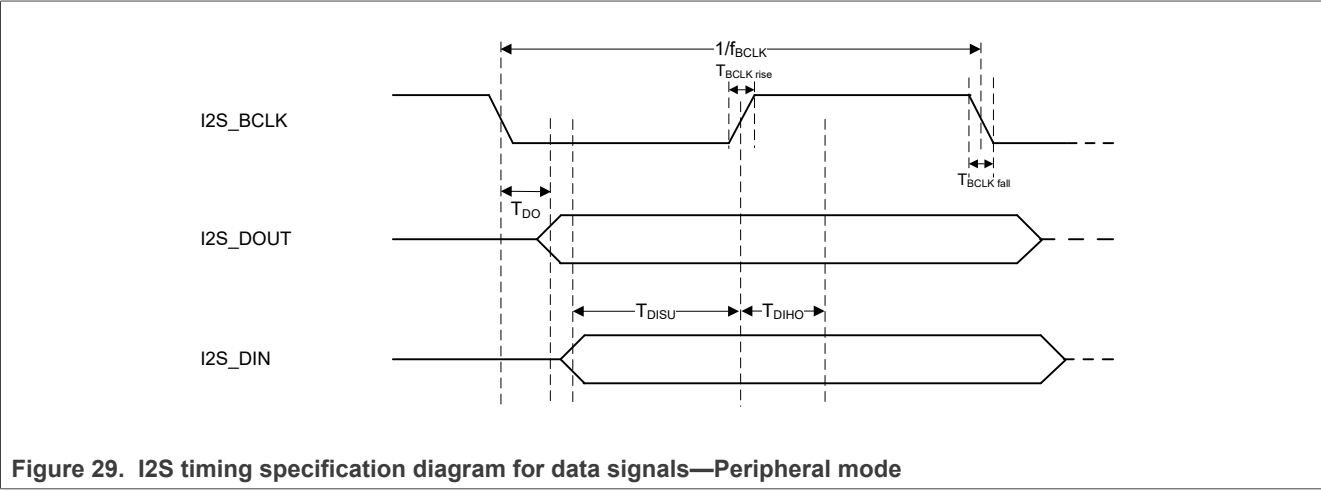 1/fBCLK
TBCLK rise
I2S_BCLK
TBCLK fall
TDO
I2S_DOUT
TDISU
TDIHO
I2S_DIN
Figure 29. I2S timing specification diagram for data signals—Peripheral mode